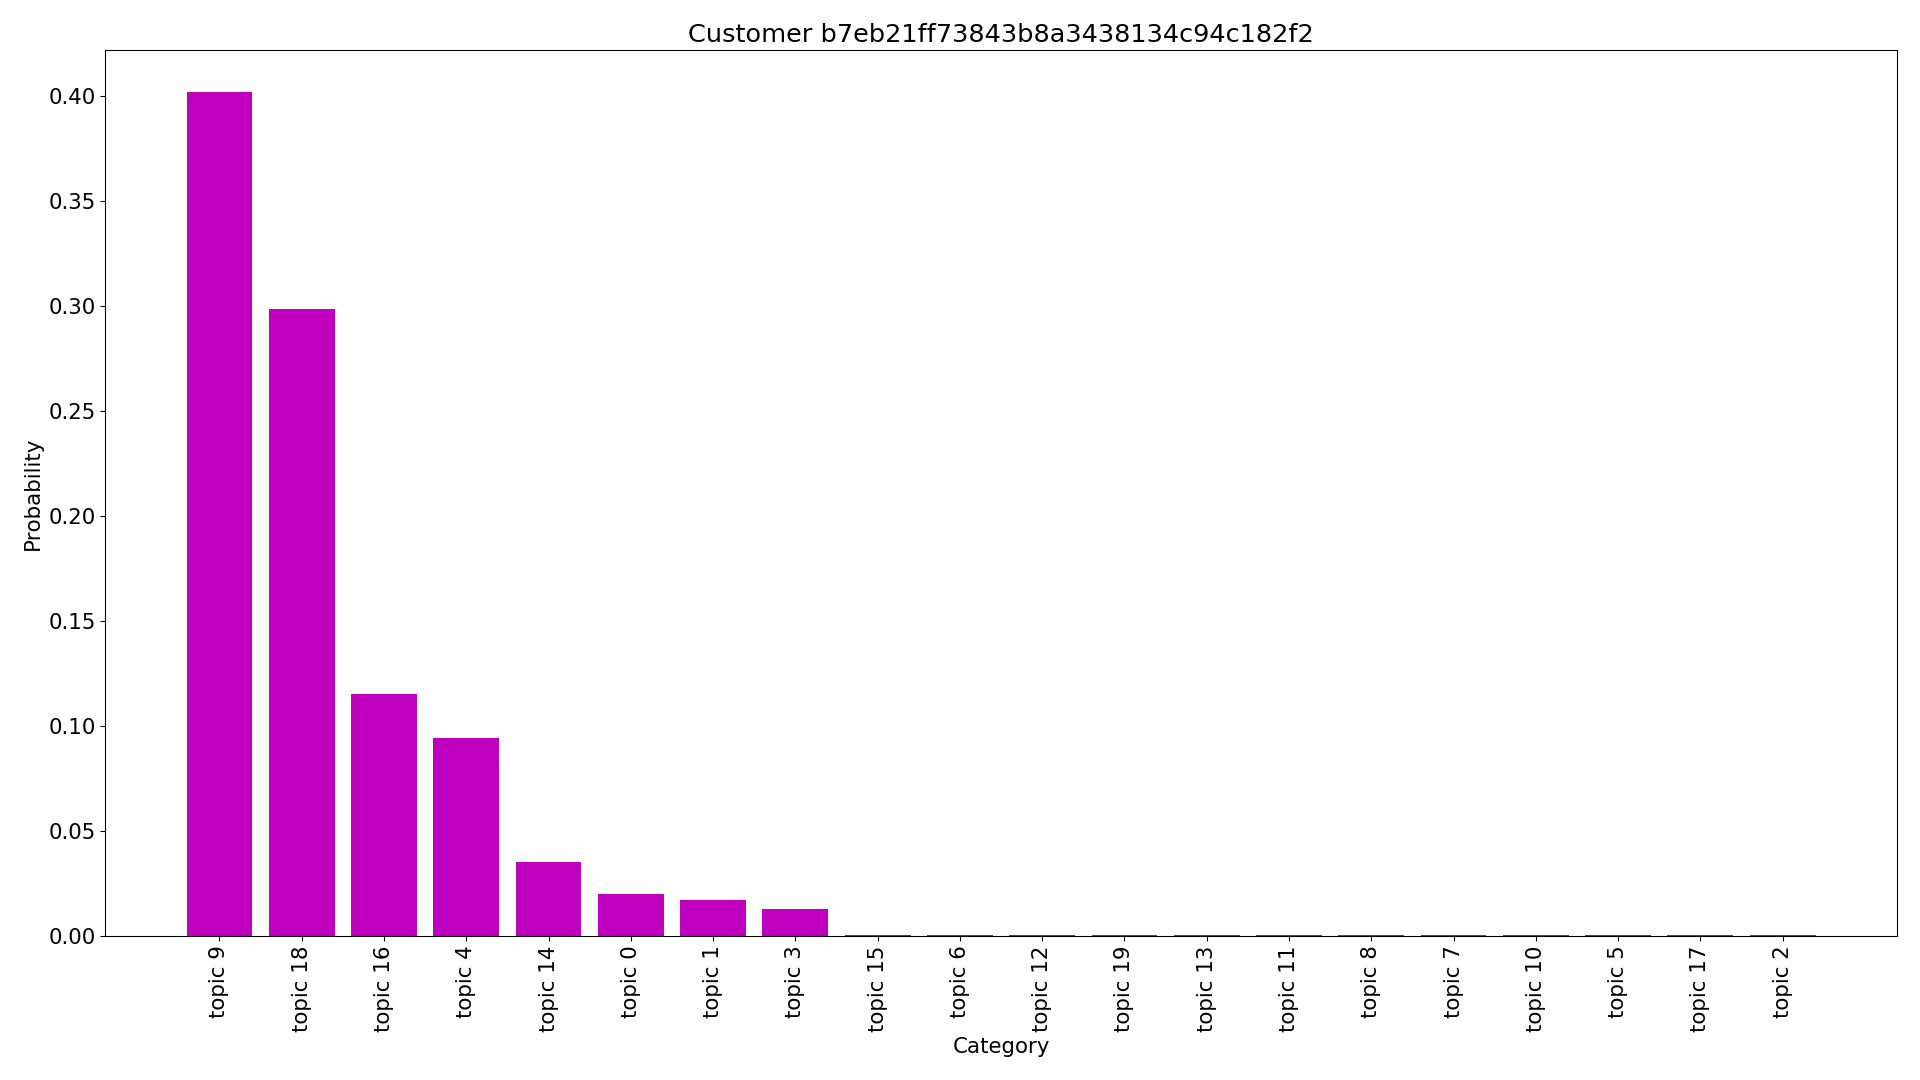 Customer b7eb21ff73843b8a3438134c94c182f2
0.40
0.35
0.30
0.25
0.20
0.15
0.10
0.05
0.00
Probability
topic 9
topic 18
topic 16
topic 4
topic 14
topic 0
topic 1
topic 3
topic 15
topic 6
topic 12
topic 19
topic 13
topic 11
topic 8
topic 7
topic 10
topic 5
topic 17
topic 2
Category